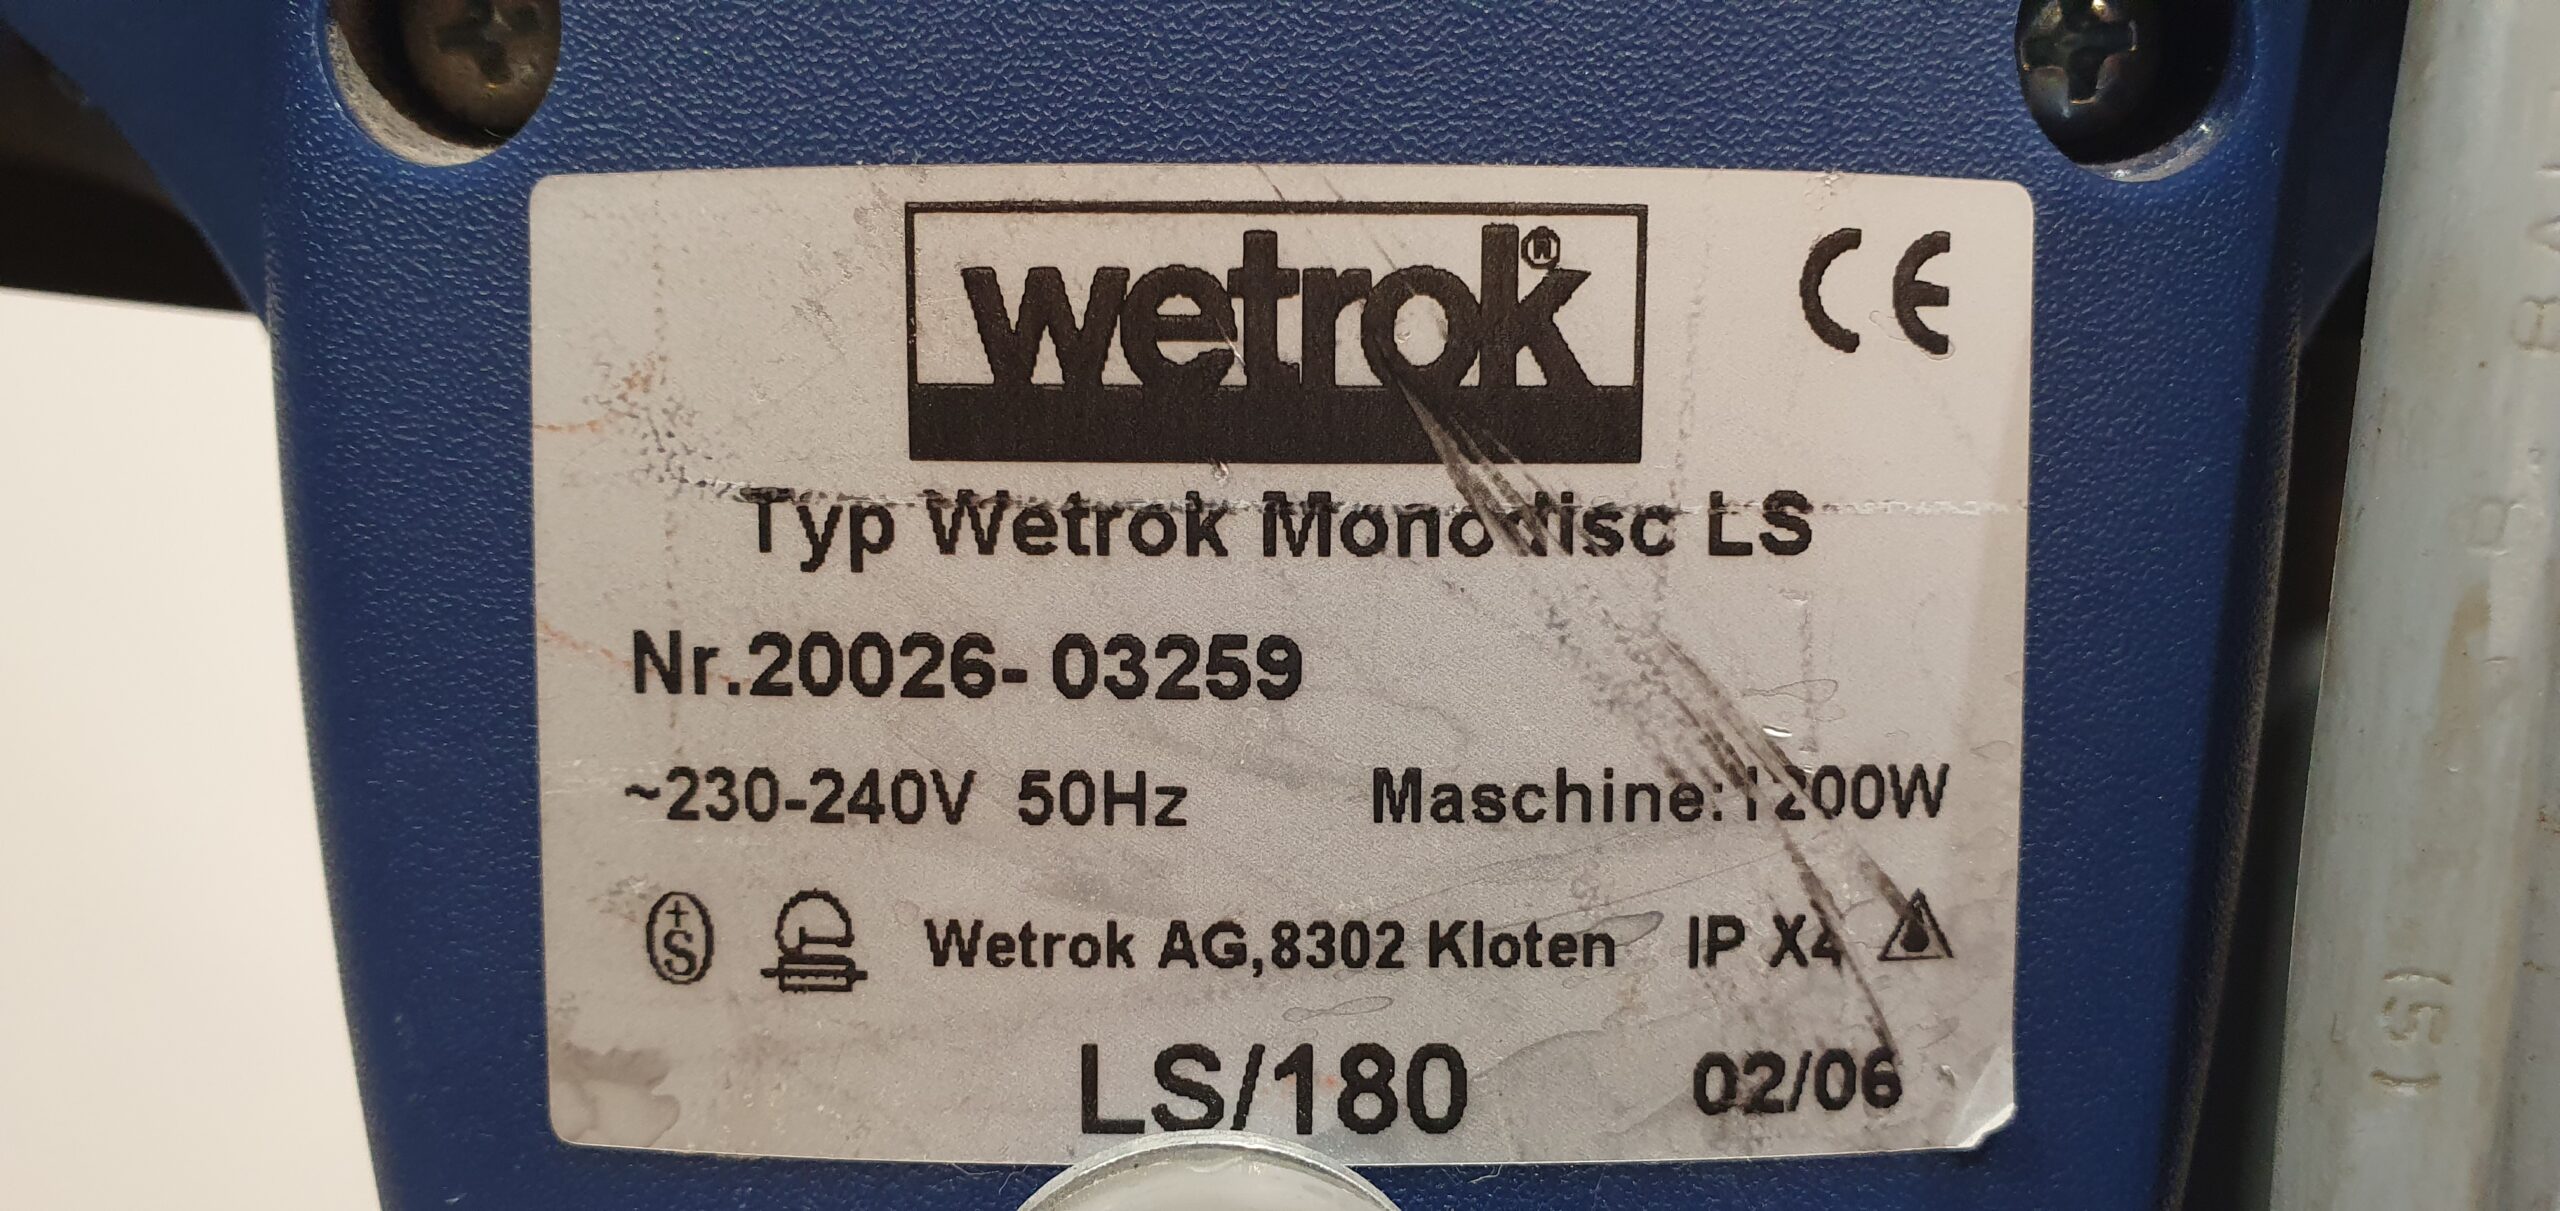 wetrok®
CE
Typ Wetrok Monodisc LS
Nr.20026-03259
~230-240V 50Hz Maschine:1200W
+S Wetrok AG,8302 Kloten IP X4
LS/180 02/06
(5)